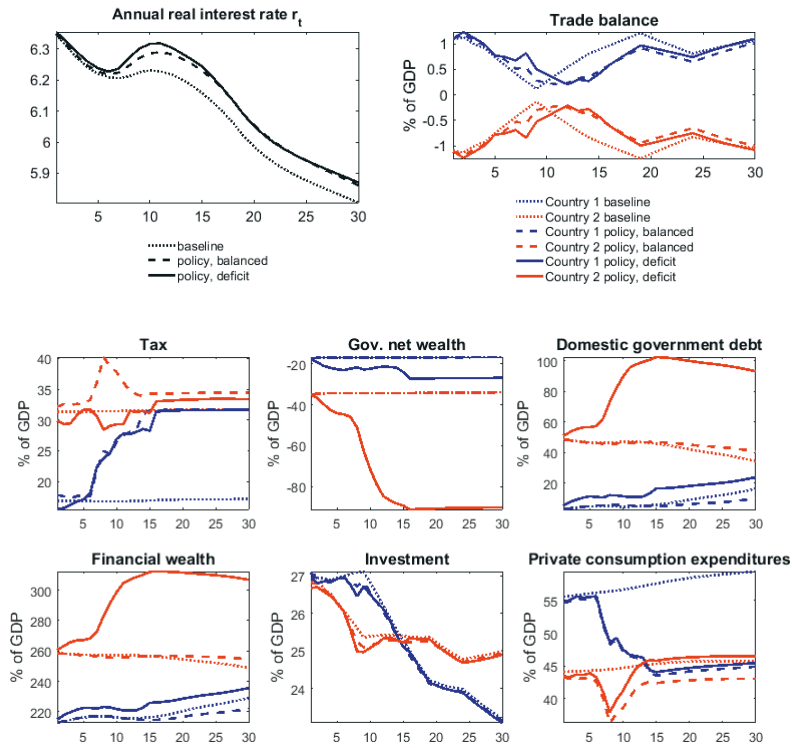 Annual real interest rate r_t
6.3
6.2
6.1
6
5.9
5 10 15 20 25 30
baseline
policy, balanced
policy, deficit
Trade balance
% of GDP
1
0.5
0
-0.5
-1
5 10 15 20 25 30
Country 1 baseline
Country 2 baseline
Country 1 policy, balanced
Country 2 policy, balanced
Country 1 policy, deficit
Country 2 policy, deficit
Tax
% of GDP
40
35
30
25
20
5 10 15 20 25 30
Gov. net wealth
% of GDP
-20
-40
-60
-80
5 10 15 20 25 30
Domestic government debt
% of GDP
100
80
60
40
20
5 10 15 20 25 30
Financial wealth
% of GDP
300
280
260
240
220
5 10 15 20 25 30
Investment
% of GDP
27
26
25
24
5 10 15 20 25 30
Private consumption expenditures
% of GDP
55
50
45
40
5 10 15 20 25 30